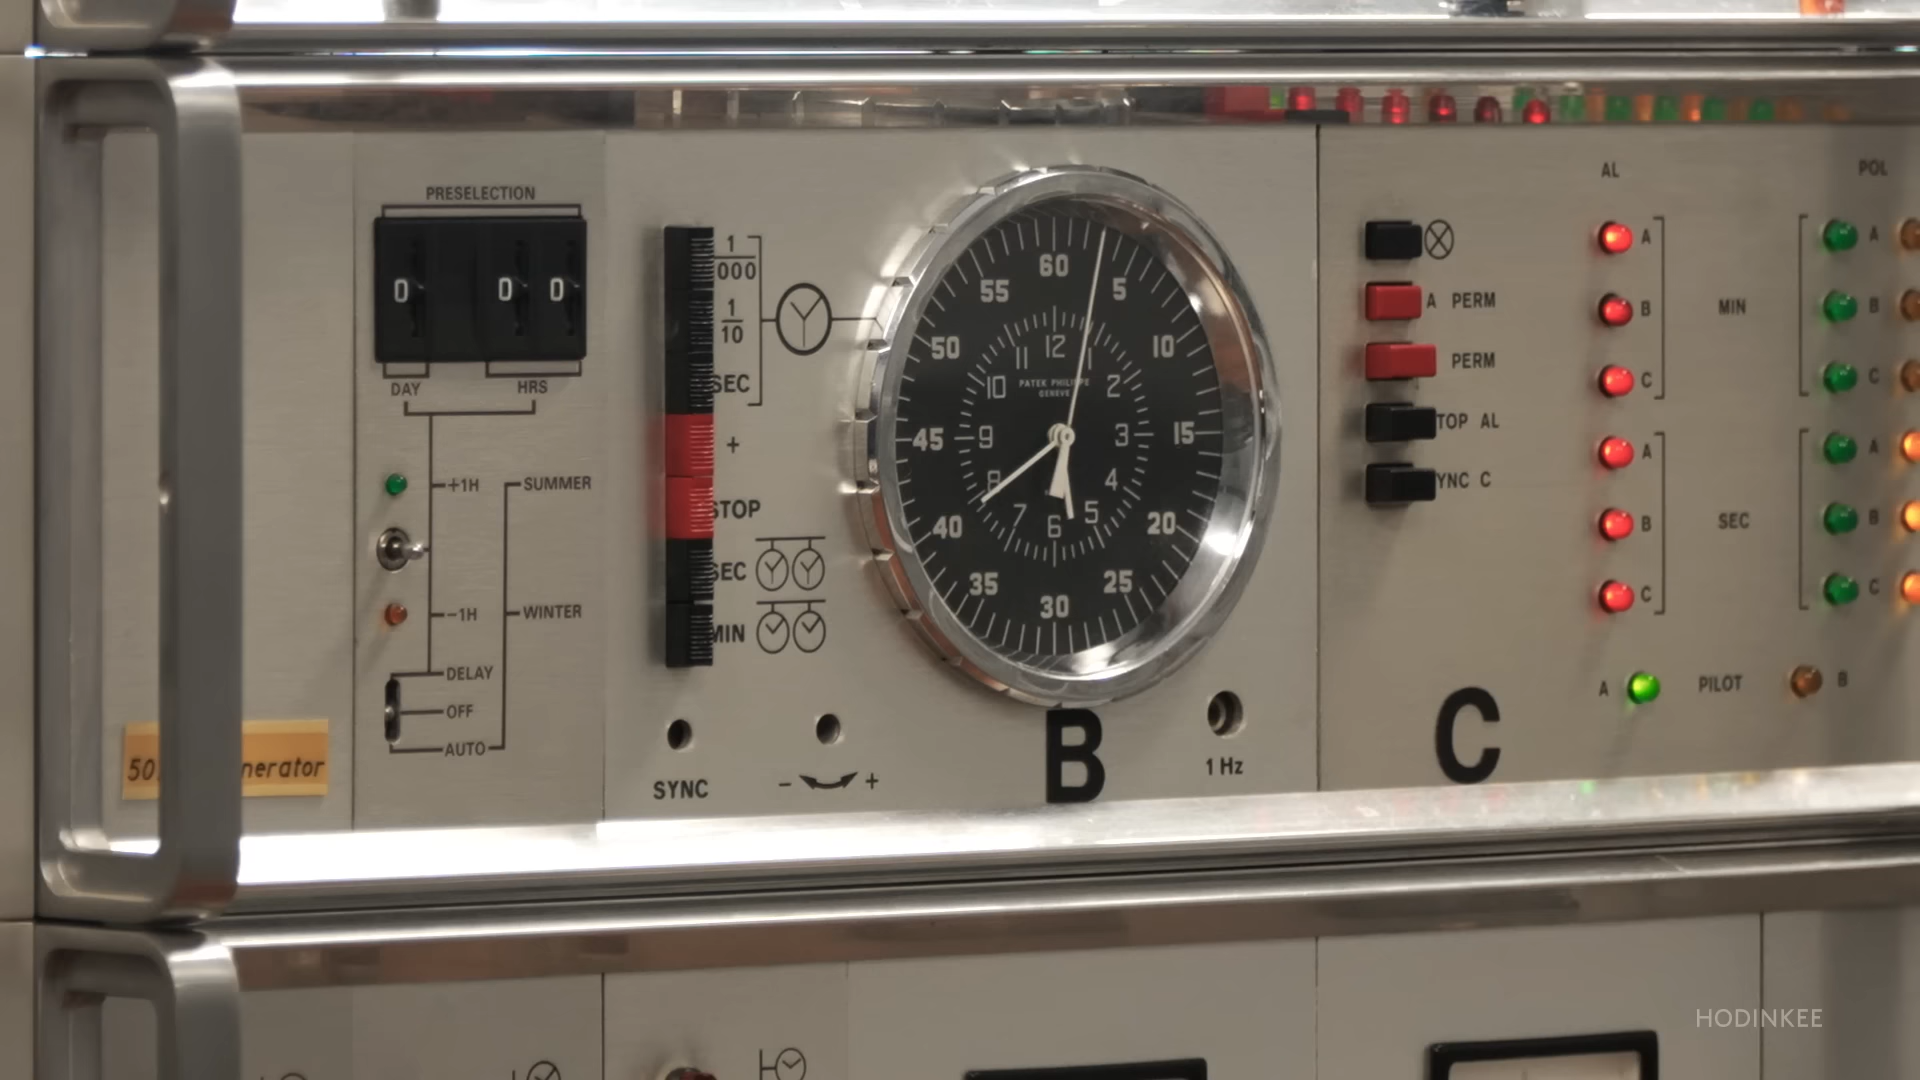 PRESELECTION
0 0 0
DAY HRS
+1H SUMMER
-1H WINTER
DELAY
OFF
AUTO
50
nerator
1
000
1
10
SEC
+
STOP
SEC
MIN
SYNC
- +
60
5
10
15
20
25
30
35
40
45
50
55
12
1
2
3
4
5
6
7
8
9
10
11
PATEK PHILIPPE
GENEVE
B
1 Hz
A PERM
PERM
TOP AL
YNC C
C
AL
POL
A
B
C
MIN
A
B
C
A
B
C
SEC
A
B
C
A PILOT B
HODINKEE